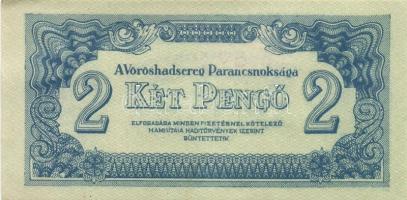 A Vöröshadsereg Parancsnoksága
2 KÉT PENGŐ 2
ELFOGADÁSA MINDEN FIZETÉSNÉL KÖTELEZŐ
HAMISÍTÁSA HADITÖRVÉNYEK SZERINT
BÜNTETTETIK